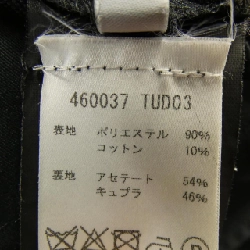 460037 TUD03
表地 ポリエステル 90%
コットン 10%
裏地 アセテート 54%
キュプラ 46%